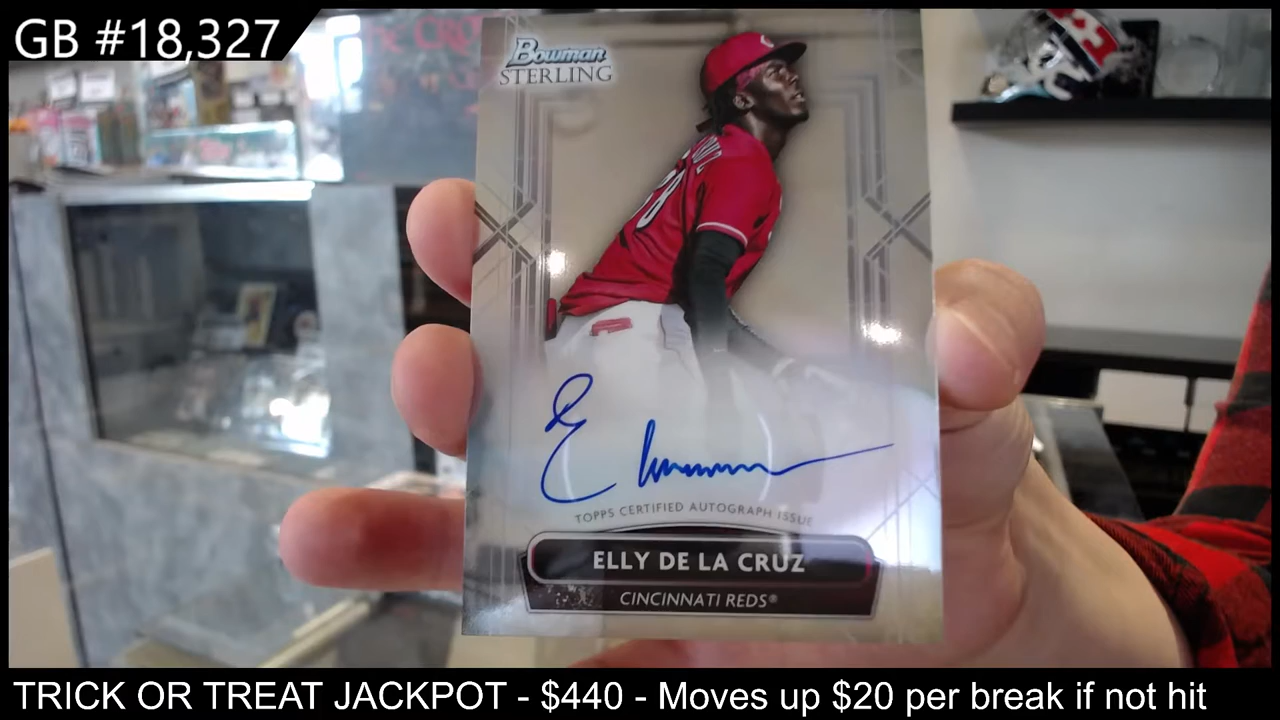 GB #18,327
Bowman
STERLING
TOPPS CERTIFIED AUTOGRAPH ISSUE
ELLY DE LA CRUZ
CINCINNATI REDS®
TRICK OR TREAT JACKPOT - $440 - Moves up $20 per break if not hit